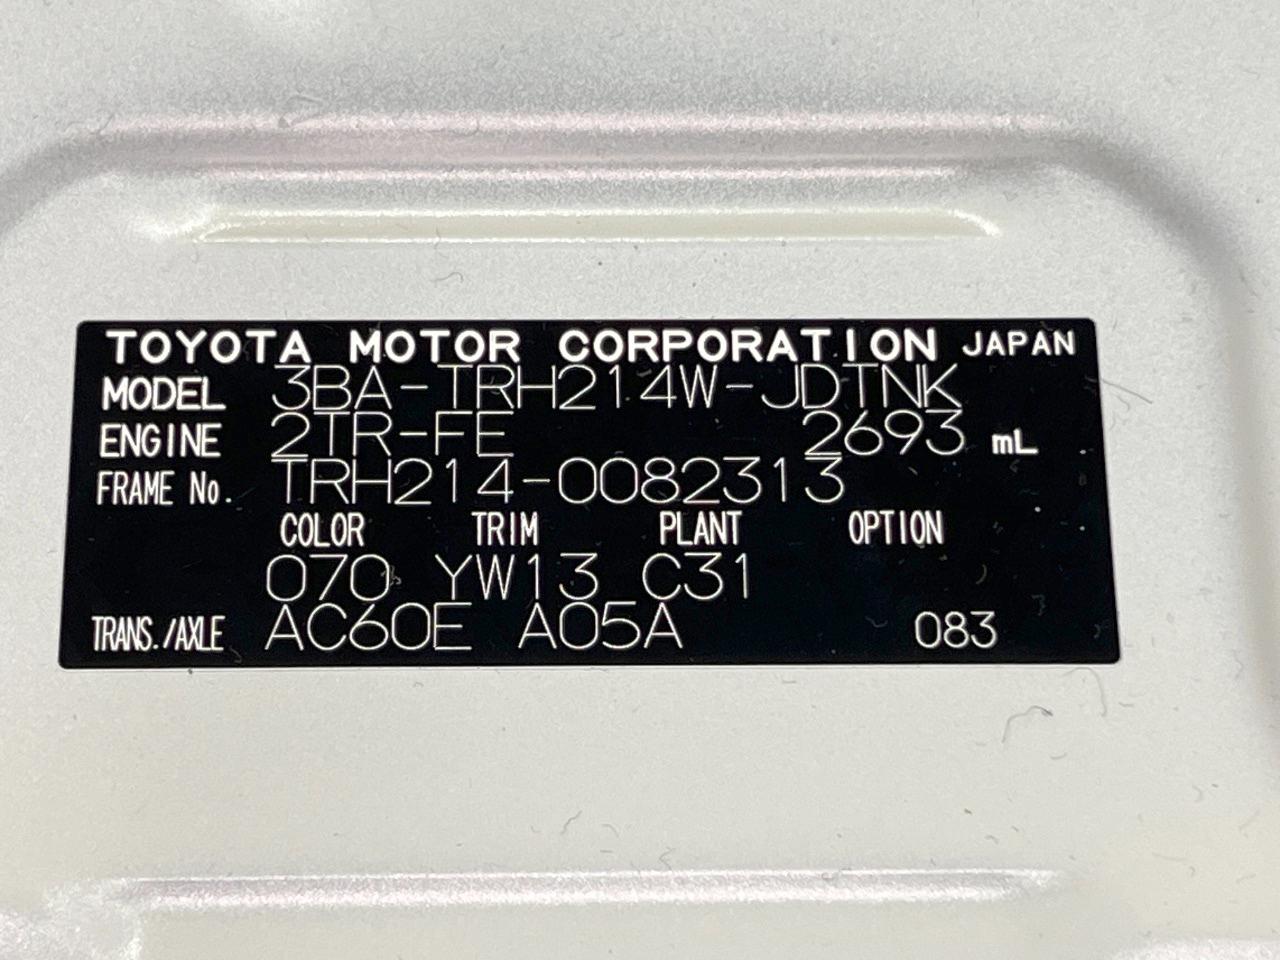 TOYOTA MOTOR CORPORATION JAPAN
MODEL 3BA-TRH214W-JDTNK
ENGINE 2TR-FE 2693 mL
FRAME No. TRH214-0082313
COLOR TRIM PLANT OPTION
070 YW13 C31
TRANS./AXLE AC60E A05A 083